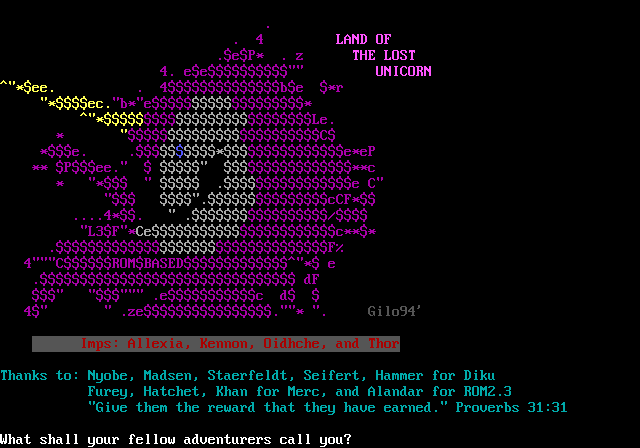 LAND OF
THE LOST
UNICORN
ROM$BASED
Gilo94'
Imps: Allexia, Kennon, Oidhche, and Thor
Thanks to: Nyobe, Madsen, Staerfeldt, Seifert, Hammer for Diku
Furey, Hatchet, Khan for Merc, and Alandar for ROM2.3
"Give them the reward that they have earned." Proverbs 31:31
What shall your fellow adventurers call you?